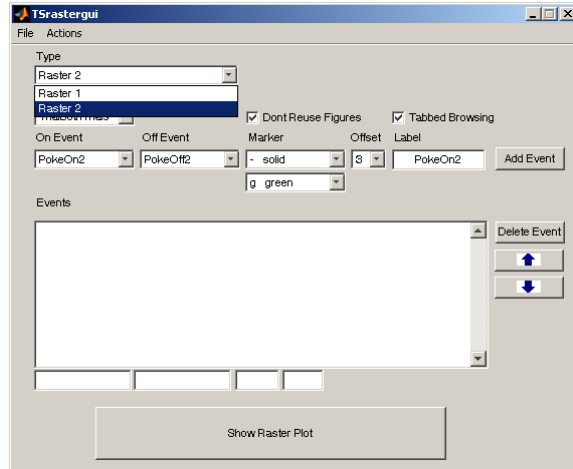 TSrastergui
File Actions
Type
Raster 2
Raster 1
Raster 2
Dont Reuse Figures Tabbed Browsing
On Event Off Event Marker Offset Label
PokeOn2 PokeOff2 - solid 3 PokeOn2 Add Event
g green
Events
Delete Event
Show Raster Plot